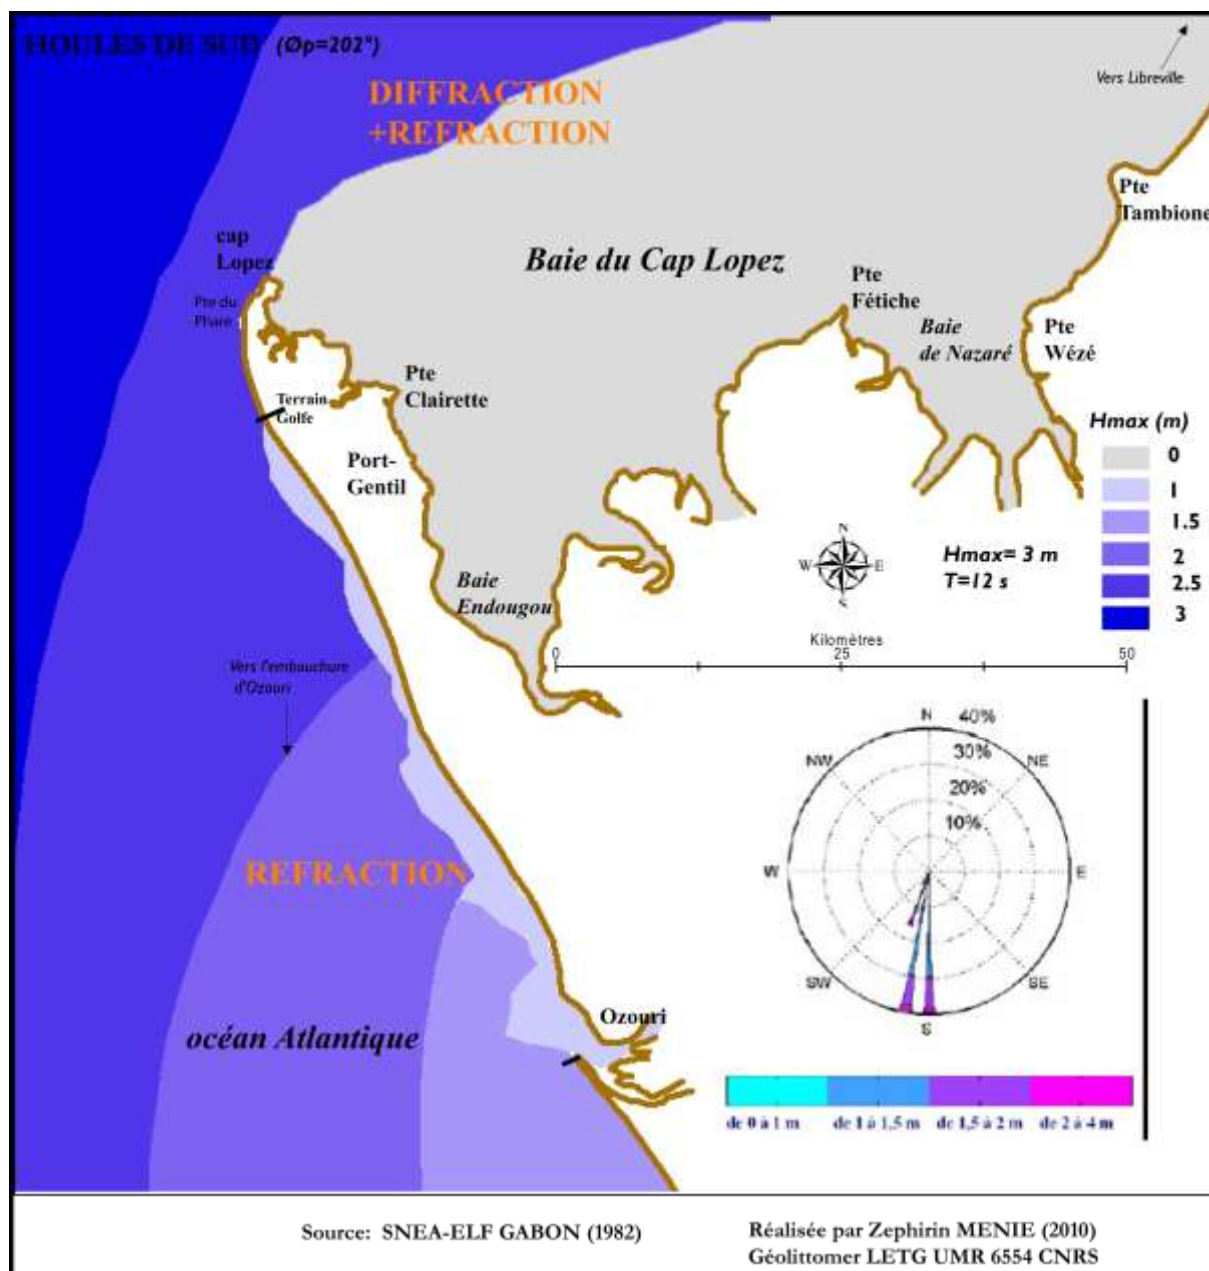 HOULES DE SUD (Øp=202°)
Vers Libreville
DIFFRACTION
+REFRACTION
Pte
Tambione
cap
Lopez
Baie du Cap Lopez
Pte
Fétiche
Pte du
Phare
Baie
de Nazaré
Pte
Wézé
Pte
Clairette
Terrain
Golfe
Hmax (m)
0
1
1.5
2
2.5
3
Port-
Gentil
N
W E
S
Hmax= 3 m
T=12 s
Baie
Endougou
Kilomètres
0 25 50
Vers l'embouchure
d'Ozouri
N
40%
30%
20%
10%
NW NE
W E
SW SE
S
REFRACTION
Ozouri
océan Atlantique
de 0 à 1 m de 1 à 1,5 m de 1,5 à 2 m de 2 à 4 m
Source: SNEA-ELF GABON (1982)
Réalisée par Zephirin MENIE (2010)
Géolittomer LETG UMR 6554 CNRS